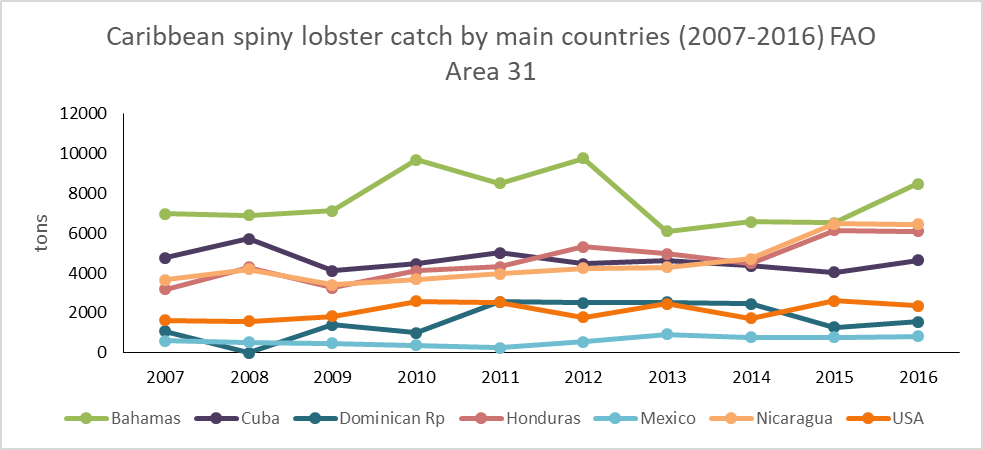 Caribbean spiny lobster catch by main countries (2007-2016) FAO
Area 31
12000
10000
8000
6000
4000
2000
0
tons
2007 2008 2009 2010 2011 2012 2013 2014 2015 2016
Bahamas Cuba Dominican Rp Honduras Mexico Nicaragua USA